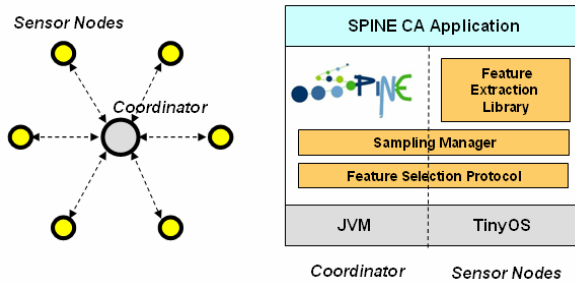 Sensor Nodes
Coordinator
SPINE CA Application
SPINE
Feature
Extraction
Library
Sampling Manager
Feature Selection Protocol
JVM
TinyOS
Coordinator
Sensor Nodes